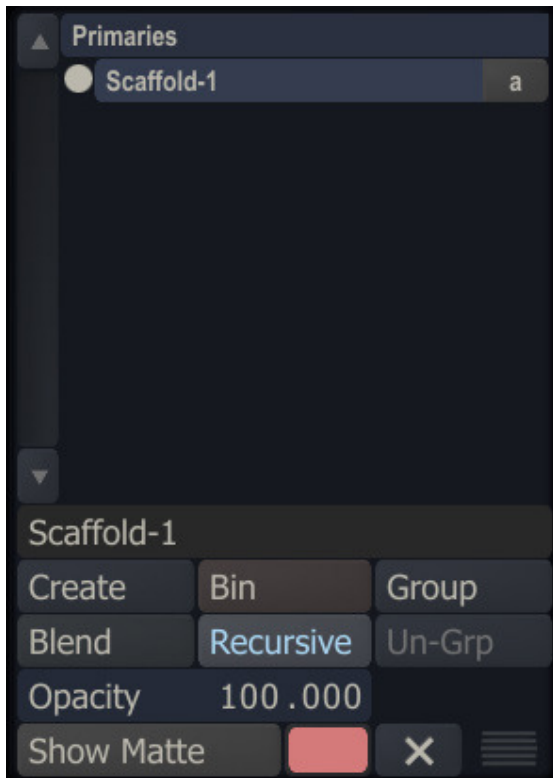 Primaries
Scaffold-1 a
Scaffold-1
Create Bin Group
Blend Recursive Un-Grp
Opacity 100.000
Show Matte